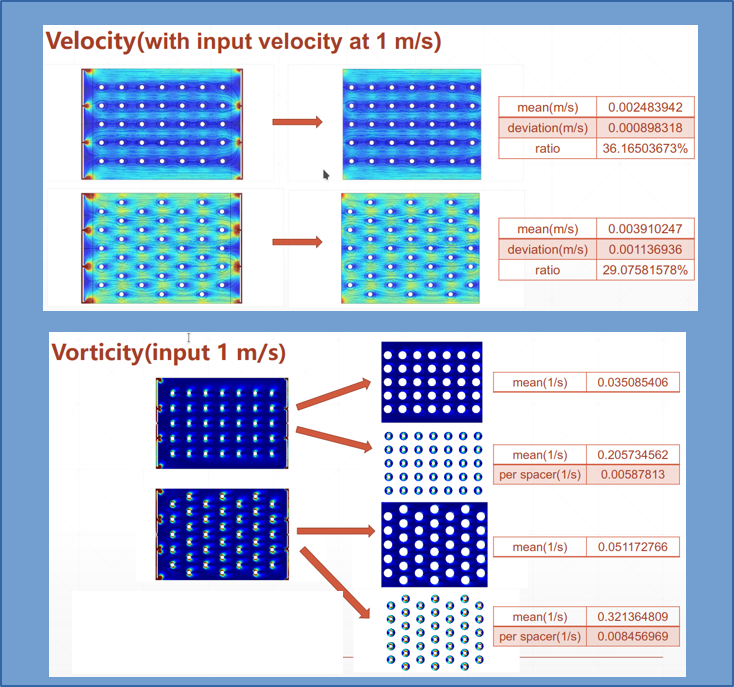 Velocity(with input velocity at 1 m/s)
mean(m/s) 0.002483942
deviation(m/s) 0.000898318
ratio 36.16503673%
mean(m/s) 0.003910247
deviation(m/s) 0.001136936
ratio 29.07581578%
Vorticity(input 1 m/s)
mean(1/s) 0.035085406
mean(1/s) 0.205734562
per spacer(1/s) 0.00587813
mean(1/s) 0.051172766
mean(1/s) 0.321364809
per spacer(1/s) 0.008456969